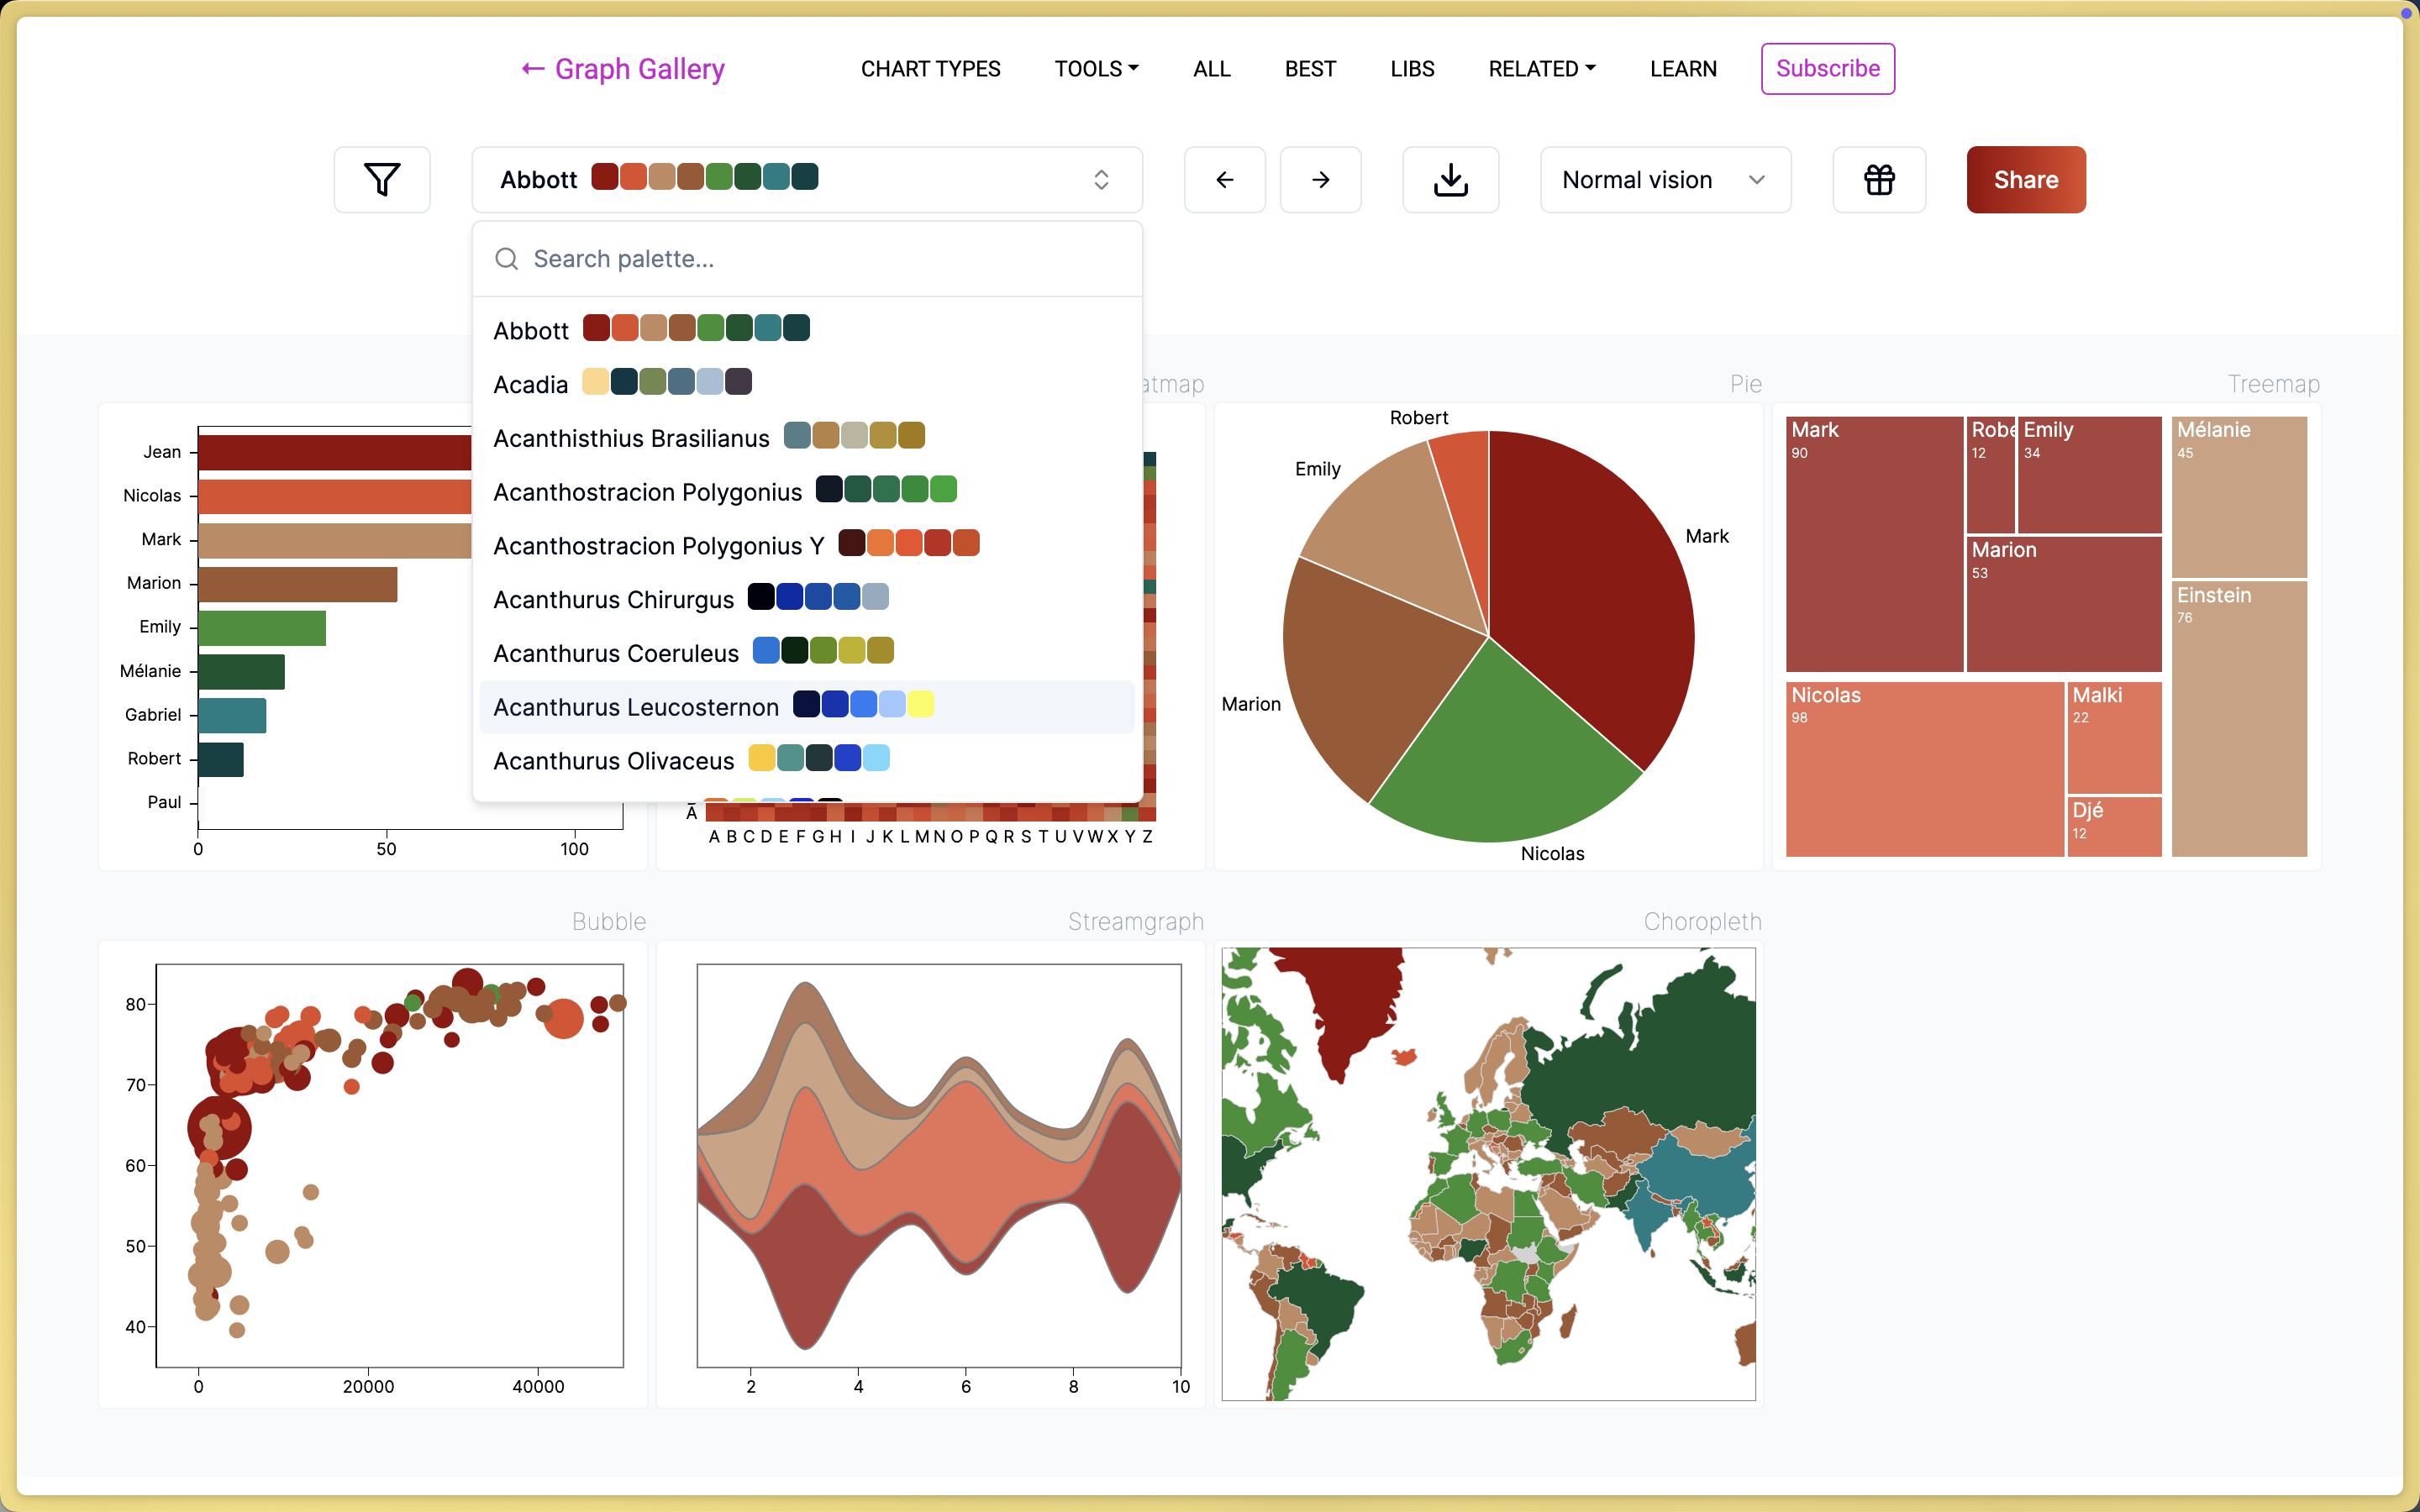 ← Graph Gallery
CHART TYPES
TOOLS
ALL
BEST
LIBS
RELATED
LEARN
Subscribe
Abbott
Normal vision
Share
Search palette...
Abbott
Acadia
Acanthisthius Brasilianus
Acanthostracion Polygonius
Acanthostracion Polygonius Y
Acanthurus Chirurgus
Acanthurus Coeruleus
Acanthurus Leucosternon
Acanthurus Olivaceus
Jean
Nicolas
Mark
Marion
Emily
Mélanie
Gabriel
Robert
Paul
0 50 100
atmap
A
A B C D E F G H I J K L M N O P Q R S T U V W X Y Z
Pie
Robert
Emily
Mark
Marion
Nicolas
Treemap
Mark
90
Robe
12
Emily
34
Mélanie
45
Marion
53
Einstein
76
Nicolas
98
Malki
22
Djé
12
Bubble
80
70
60
50
40
0 20000 40000
Streamgraph
2 4 6 8 10
Choropleth